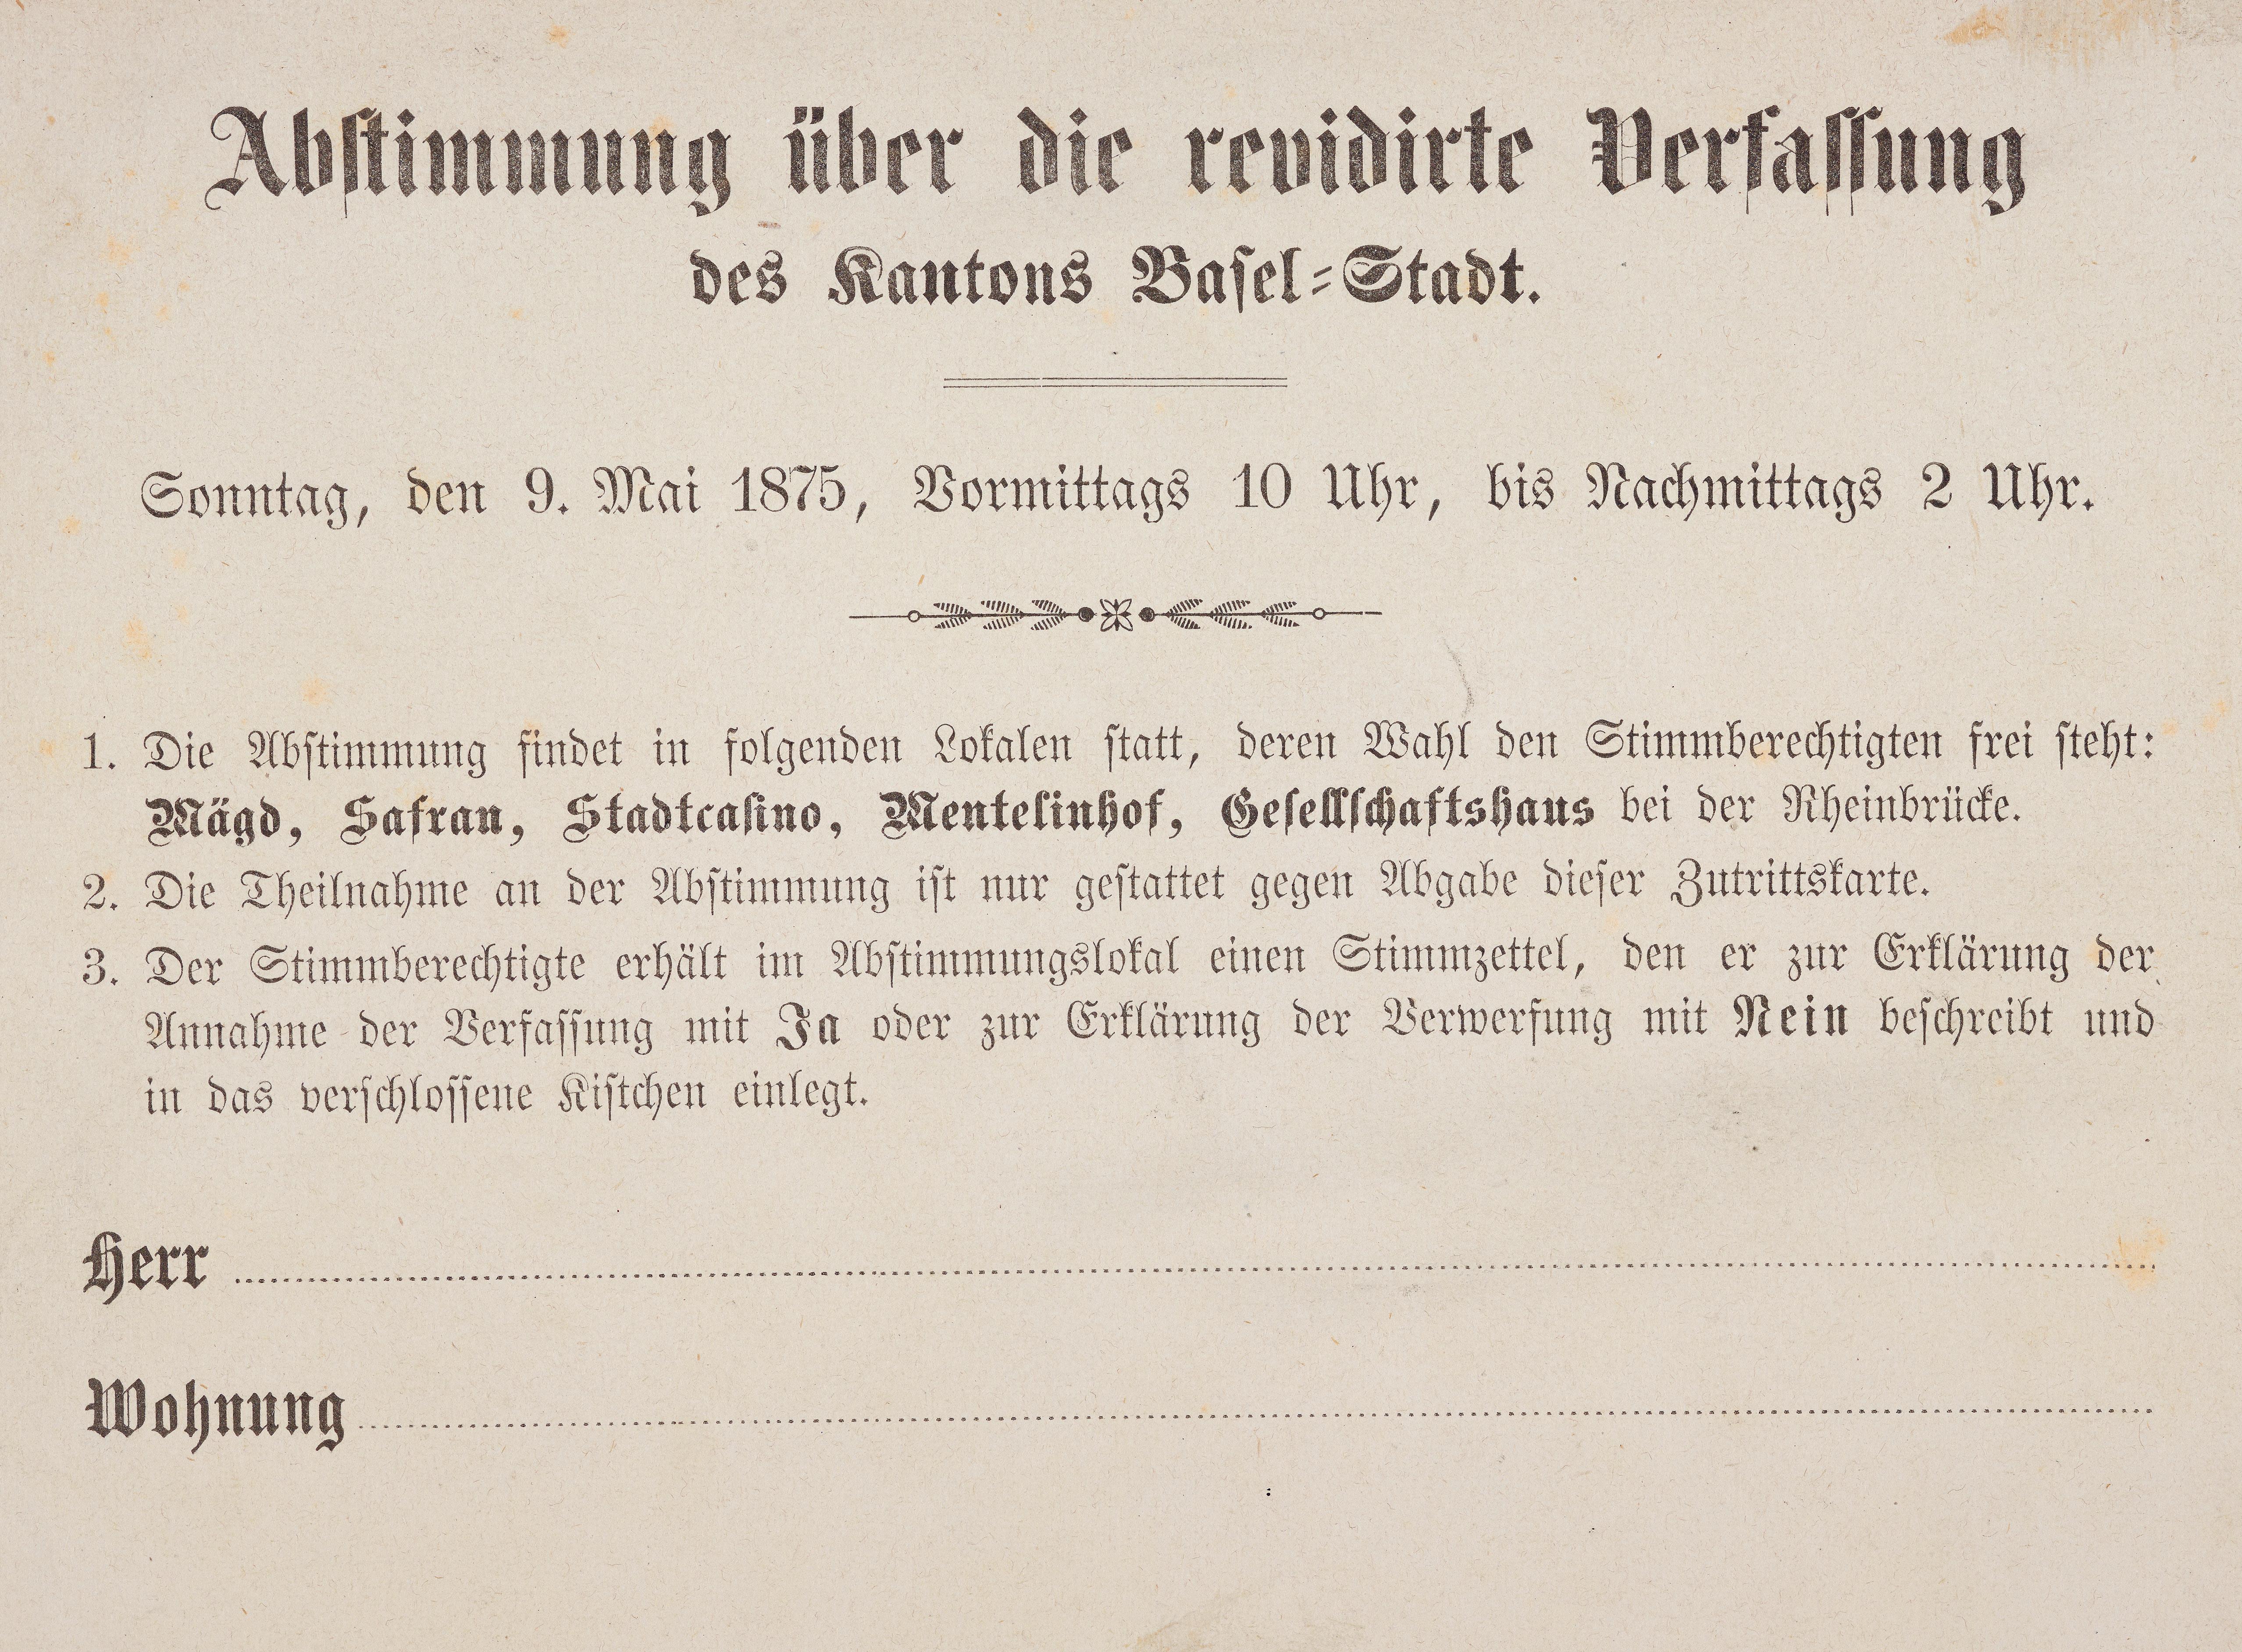 Abstimmung über die revidirte Verfassung
des Kantons Basel-Stadt.
Sonntag, den 9. Mai 1875, Vormittags 10 Uhr, bis Nachmittags 2 Uhr.
1. Die Abstimmung findet in folgenden Lokalen statt, deren Wahl den Stimmberechtigten frei steht:
Mägd, Safran, Stadtcasino, Mentelinhof, Gesellschaftshaus bei der Rheinbrücke.
2. Die Theilnahme an der Abstimmung ist nur gestattet gegen Abgabe dieser Zutrittskarte.
3. Der Stimmberechtigte erhält im Abstimmungslokal einen Stimmzettel, den er zur Erklärung der
Annahme der Verfassung mit Ja oder zur Erklärung der Verwerfung mit Nein beschreibt und
in das verschlossene Kistchen einlegt.
Herr
Wohnung